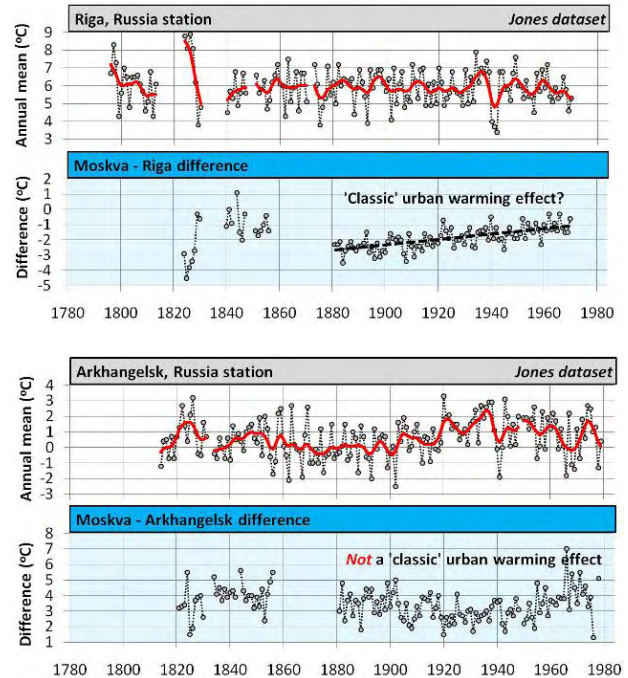 Riga, Russia station Jones dataset
Annual mean (°C)
9
8
7
6
5
4
3
Moskva - Riga difference
Difference (°C)
2
1
0
-1
-2
-3
-4
-5
'Classic' urban warming effect?
1780 1800 1820 1840 1860 1880 1900 1920 1940 1960 1980
Arkhangelsk, Russia station Jones dataset
Annual mean (°C)
4
3
2
1
0
-1
-2
-3
Moskva - Arkhangelsk difference
Difference (°C)
8
7
6
5
4
3
2
1
Not a 'classic' urban warming effect
1780 1800 1820 1840 1860 1880 1900 1920 1940 1960 1980